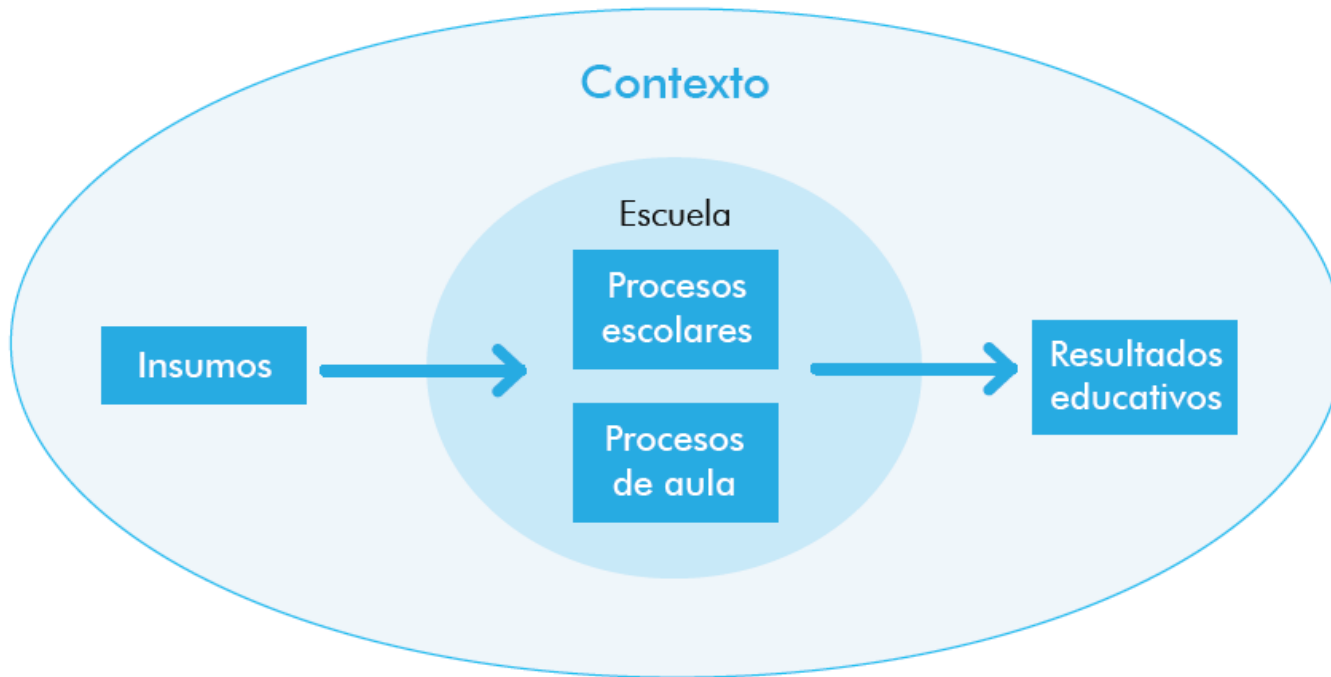 Contexto
Escuela
Procesos
escolares
Insumos
Resultados
educativos
Procesos
de aula